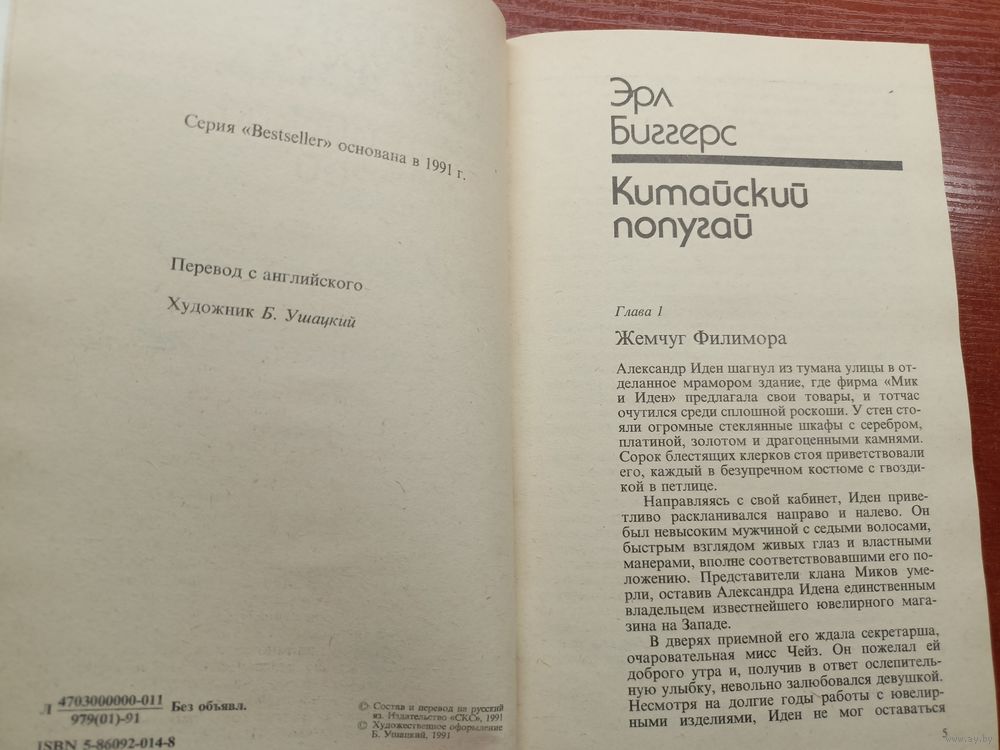 Серия «Bestseller» основана в 1991 г.
Перевод с английского
Художник Б. Ушацкий
Л 4703000000-011
979(01)-91
Без объявл.
ISBN 5-86092-014-8
© Состав и перевод на русский
яз. Издательство «СКС», 1991
© Художественное оформление
Б. Ушацкий, 1991
Эрл
Биггерс
Китайский
попугай
Глава 1
Жемчуг Филимора
Александр Иден шагнул из тумана улицы в от-
деланное мрамором здание, где фирма «Мик
и Иден» предлагала свои товары, и тотчас
очутился среди сплошной роскоши. У стен сто-
яли огромные стеклянные шкафы с серебром,
платиной, золотом и драгоценными камнями.
Сорок блестящих клерков стоя приветствовали
его, каждый в безупречном костюме с гвозди-
кой в петлице.
Направляясь с свой кабинет, Иден приве-
тливо раскланивался направо и налево. Он
был невысоким мужчиной с седыми волосами,
быстрым взглядом живых глаз и властными
манерами, вполне соответствовавшими его по-
ложению. Представители клана Миков уме-
рли, оставив Александра Идена единственным
владельцем известнейшего ювелирного мага-
зина на Западе.
В дверях приемной его ждала секретарша,
очаровательная мисс Чейз. Он пожелал ей
доброго утра и, получив в ответ ослепитель-
ную улыбку, невольно залюбовался девушкой.
Несмотря на долгие годы работы с ювелир-
ными изделиями, Иден не мог оставаться
5
www.ay.by